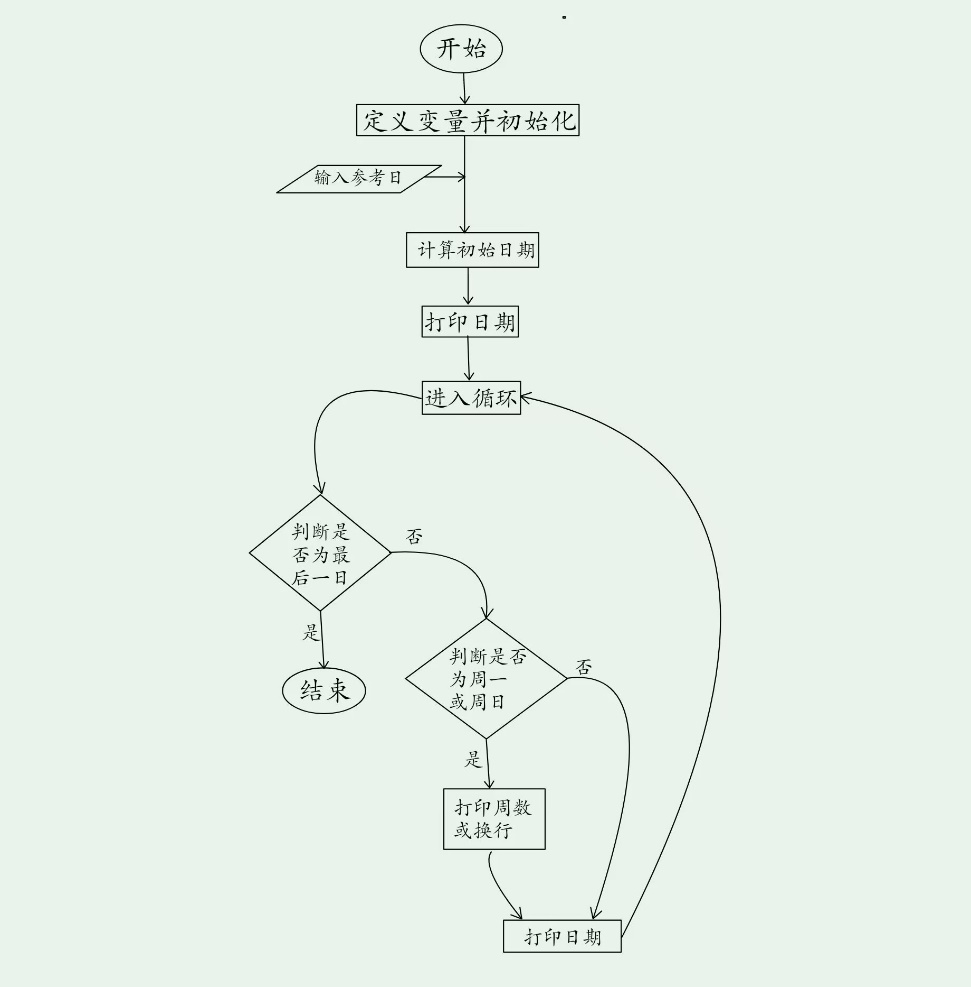 开始
定义变量并初始化
输入参考日
计算初始日期
打印日期
进入循环
判断是
否为最
后一日
否
是
结束
判断是否
为周一
或周日
否
是
打印周数
或换行
打印日期